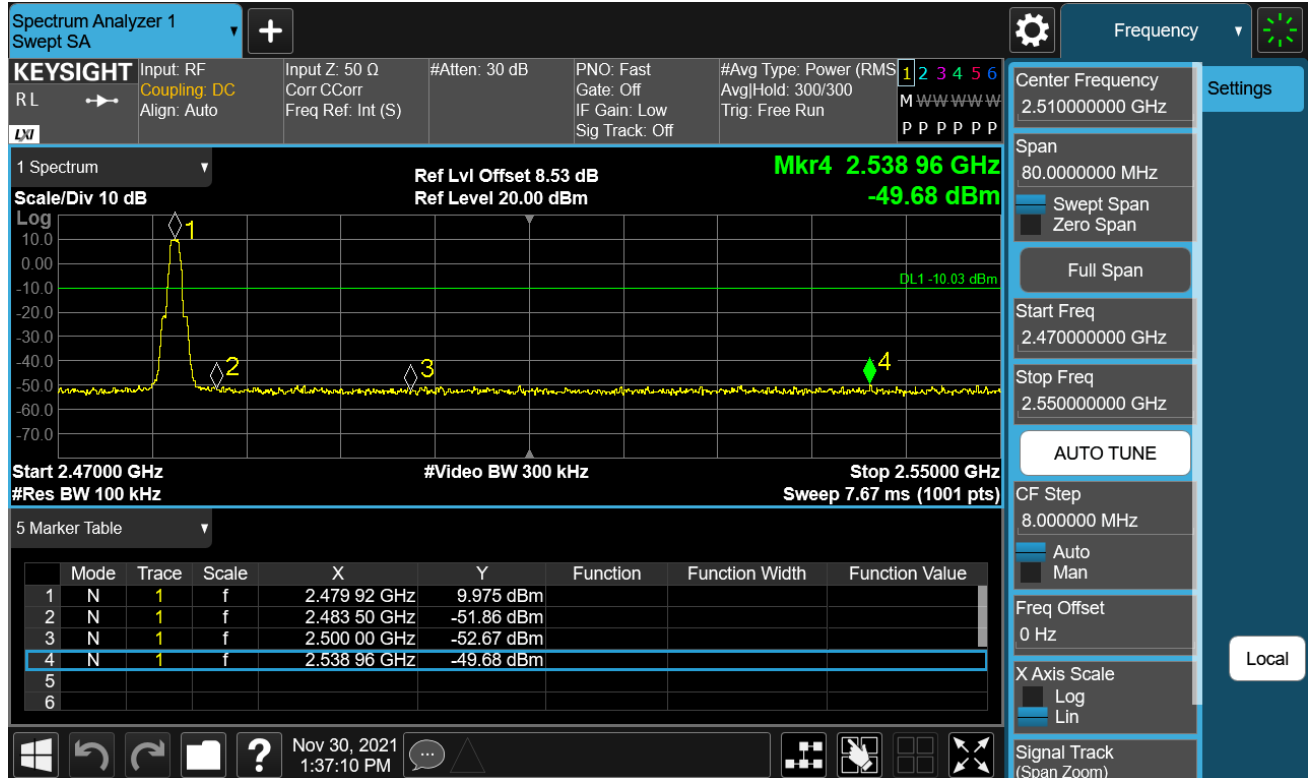 Spectrum Analyzer 1
Swept SA
Frequency
KEYSIGHT
R L
LXI
Input: RF
Coupling: DC
Align: Auto
Input Z: 50 Ω
Corr CCorr
Freq Ref: Int (S)
#Atten: 30 dB
PNO: Fast
Gate: Off
IF Gain: Low
Sig Track: Off
#Avg Type: Power (RMS
Avg|Hold: 300/300
Trig: Free Run
1 2 3 4 5 6
M W W W W W
P P P P P P
1 Spectrum
Scale/Div 10 dB
Ref Lvl Offset 8.53 dB
Ref Level 20.00 dBm
Mkr4 2.538 96 GHz
-49.68 dBm
Log
10.0
0.00
-10.0
-20.0
-30.0
-40.0
-50.0
-60.0
-70.0
1
2
3
4
DL1 -10.03 dBm
Start 2.47000 GHz
#Video BW 300 kHz
Stop 2.55000 GHz
#Res BW 100 kHz
Sweep 7.67 ms (1001 pts)
5 Marker Table
Mode Trace Scale X Y Function Function Width Function Value
1 N 1 f 2.479 92 GHz 9.975 dBm
2 N 1 f 2.483 50 GHz -51.86 dBm
3 N 1 f 2.500 00 GHz -52.67 dBm
4 N 1 f 2.538 96 GHz -49.68 dBm
5
6
?
Nov 30, 2021
1:37:10 PM
Center Frequency
2.510000000 GHz
Span
80.0000000 MHz
Swept Span
Zero Span
Full Span
Start Freq
2.470000000 GHz
Stop Freq
2.550000000 GHz
AUTO TUNE
CF Step
8.000000 MHz
Auto
Man
Freq Offset
0 Hz
X Axis Scale
Log
Lin
Signal Track
(Span Zoom)
Settings
Local